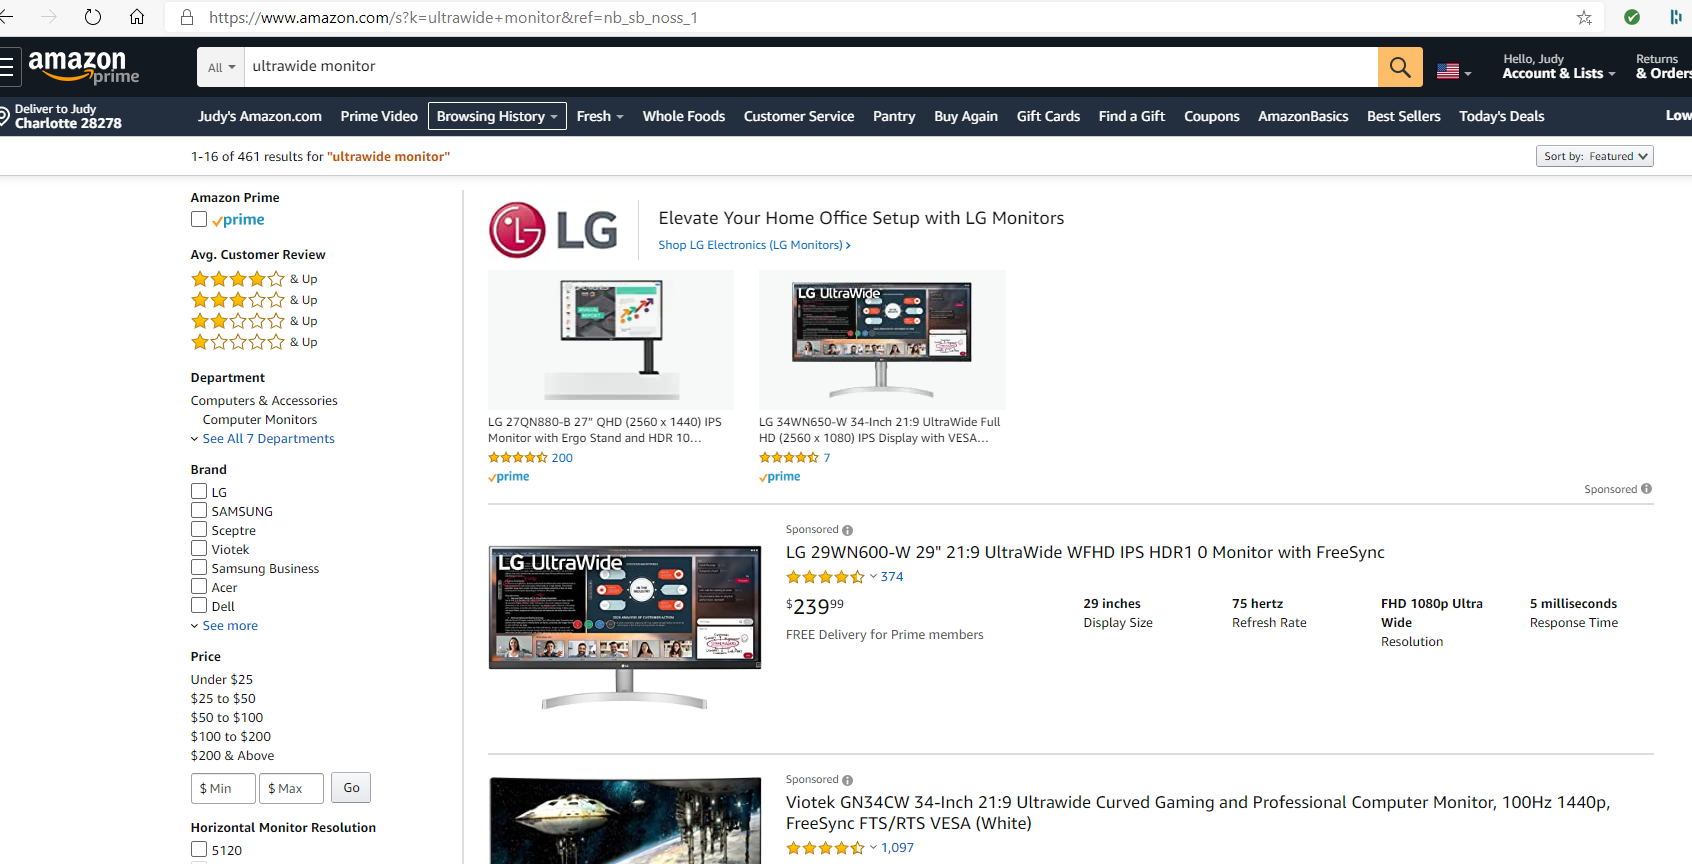 https://www.amazon.com/s?k=ultrawide+monitor&ref=nb_sb_noss_1
amazon prime
All
ultrawide monitor
Hello, Judy
Account & Lists
Returns
& Orders
Deliver to Judy
Charlotte 28278
Judy's Amazon.com Prime Video Browsing History Fresh Whole Foods Customer Service Pantry Buy Again Gift Cards Find a Gift Coupons AmazonBasics Best Sellers Today's Deals Low
1-16 of 461 results for "ultrawide monitor"
Sort by: Featured
Amazon Prime
prime
Avg. Customer Review
& Up
& Up
& Up
& Up
Department
Computers & Accessories
Computer Monitors
See All 7 Departments
Brand
LG
SAMSUNG
Sceptre
Viotek
Samsung Business
Acer
Dell
See more
Price
Under $25
$25 to $50
$50 to $100
$100 to $200
$200 & Above
$ Min $ Max Go
Horizontal Monitor Resolution
5120
LG
Elevate Your Home Office Setup with LG Monitors
Shop LG Electronics (LG Monitors) ›
ANNUAL
REPORT
LG 27QN880-B 27" QHD (2560 x 1440) IPS
Monitor with Ergo Stand and HDR 10...
200
prime
LG UltraWide
LG 34WN650-W 34-Inch 21:9 UltraWide Full
HD (2560 x 1080) IPS Display with VESA...
7
prime
Sponsored
LG UltraWide™
Sponsored
LG 29WN600-W 29" 21:9 UltraWide WFHD IPS HDR1 0 Monitor with FreeSync
374
$239 99
FREE Delivery for Prime members
29 inches
Display Size
75 hertz
Refresh Rate
FHD 1080p Ultra
Wide
Resolution
5 milliseconds
Response Time
Sponsored
Viotek GN34CW 34-Inch 21:9 Ultrawide Curved Gaming and Professional Computer Monitor, 100Hz 1440p,
FreeSync FTS/RTS VESA (White)
1,097